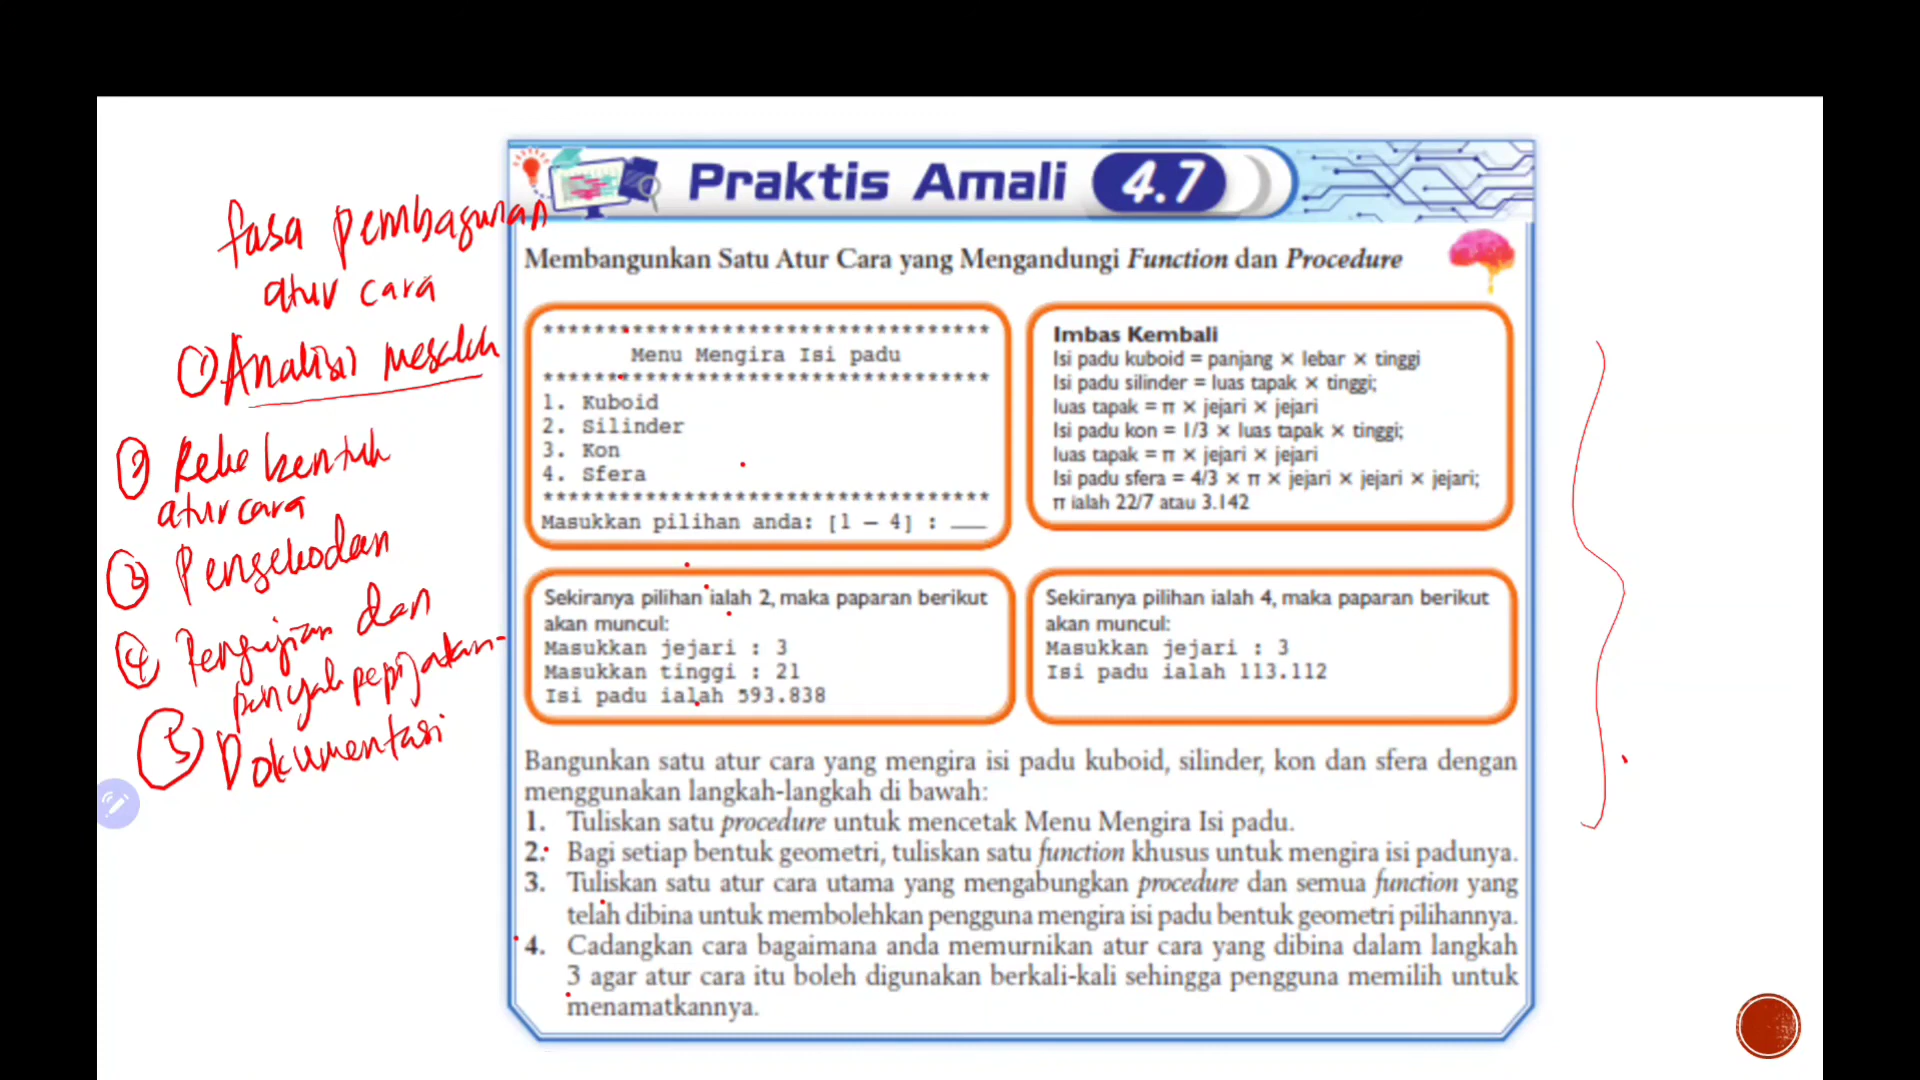 fasa pembagunan
atur cara
① Analisi mesalah
② Reke bentuk
atur cara
③ Pengekodan
④ Pengujian dan
penyah pepijatan-
⑤ Dokumentasi
Praktis Amali 4.7
Membangunkan Satu Atur Cara yang Mengandungi Function dan Procedure
***********************************
Menu Mengira Isi padu
***********************************
1. Kuboid
2. Silinder
3. Kon
4. Sfera
***********************************
Masukkan pilihan anda: [1 – 4] : ___
Imbas Kembali
Isi padu kuboid = panjang × lebar × tinggi
Isi padu silinder = luas tapak × tinggi;
luas tapak = π × jejari × jejari
Isi padu kon = 1/3 × luas tapak × tinggi;
luas tapak = π × jejari × jejari
Isi padu sfera = 4/3 × π × jejari × jejari × jejari;
π ialah 22/7 atau 3.142
Sekiranya pilihan ialah 2, maka paparan berikut
akan muncul:
Masukkan jejari : 3
Masukkan tinggi : 21
Isi padu ialah 593.838
Sekiranya pilihan ialah 4, maka paparan berikut
akan muncul:
Masukkan jejari : 3
Isi padu ialah 113.112
Bangunkan satu atur cara yang mengira isi padu kuboid, silinder, kon dan sfera dengan
menggunakan langkah-langkah di bawah:
1. Tuliskan satu procedure untuk mencetak Menu Mengira Isi padu.
2. Bagi setiap bentuk geometri, tuliskan satu function khusus untuk mengira isi padunya.
3. Tuliskan satu atur cara utama yang mengabungkan procedure dan semua function yang
telah dibina untuk membolehkan pengguna mengira isi padu bentuk geometri pilihannya.
4. Cadangkan cara bagaimana anda memurnikan atur cara yang dibina dalam langkah
3 agar atur cara itu boleh digunakan berkali-kali sehingga pengguna memilih untuk
menamatkannya.